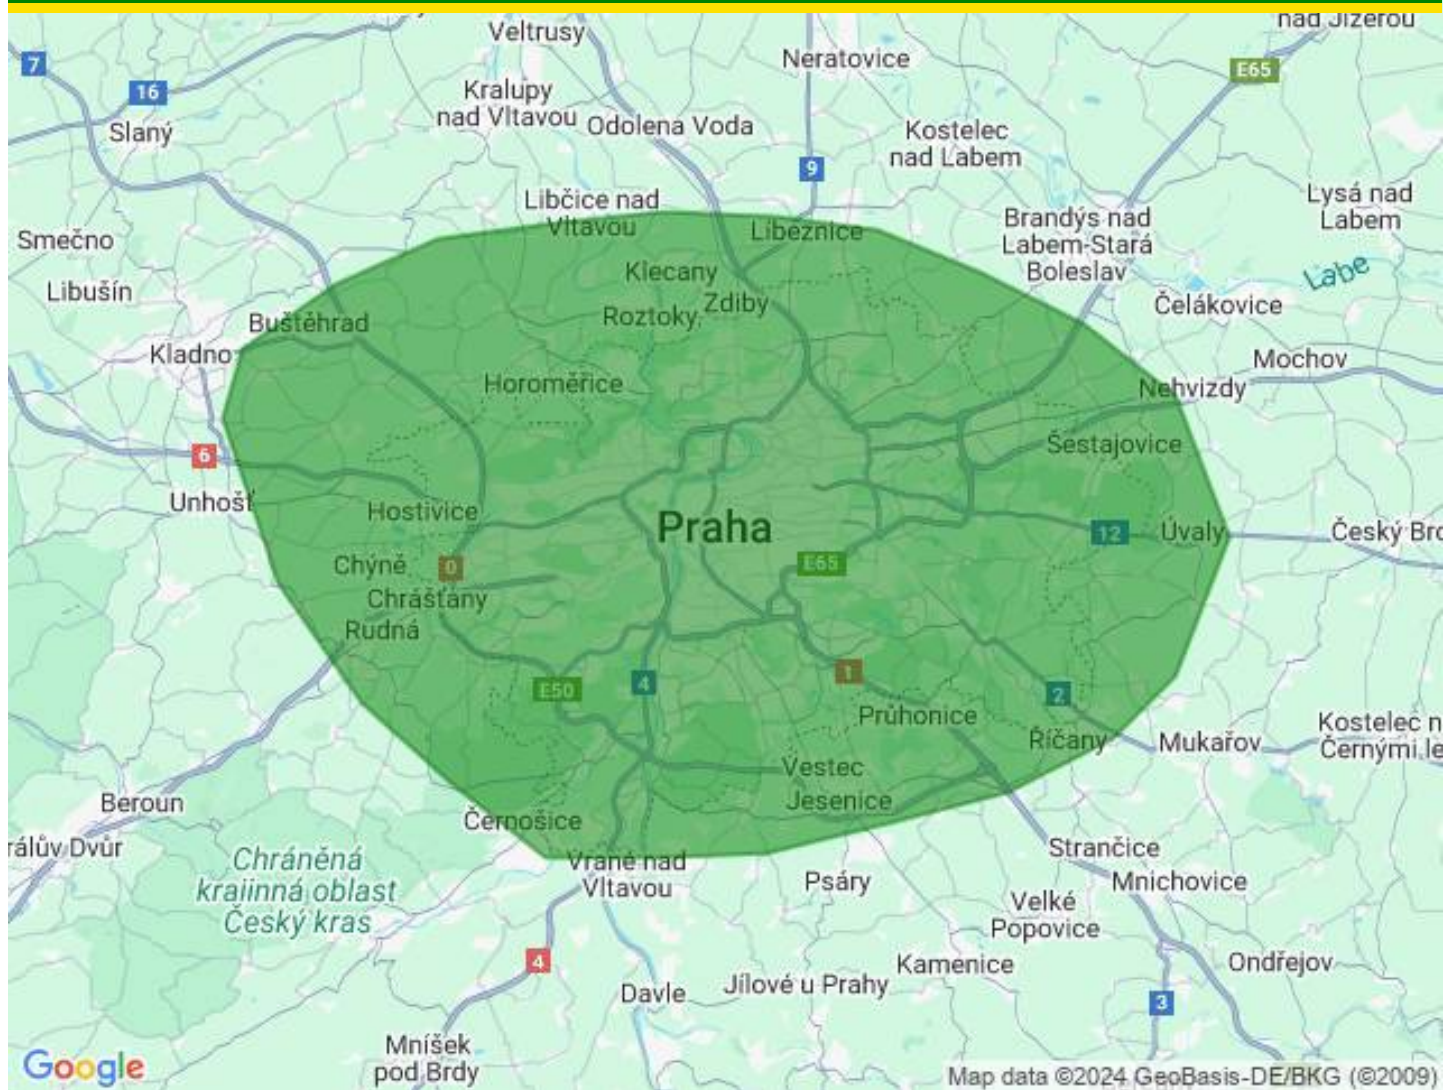 nad Jizerou
Veltrusy
Neratovice
7
E65
16
Kralupy
nad Vltavou
Slaný
Odolena Voda
Kostelec
nad Labem
9
Libčice nad
Vltavou
Lysá nad
Labem
Brandýs nad
Labem-Stará
Boleslav
Smečno
Líbeznice
Labe
Klecany
Libušín
Zdiby
Čelákovice
Roztoky
Buštěhrad
Kladno
Mochov
Horoměřice
Nehvizdy
Šestajovice
6
Unhošť
Hostivice
Praha
12
Úvaly
Český Bro
Chýně
0
E65
Chrášťany
Rudná
1
4
E50
2
Průhonice
Kostelec n
Černými le
Říčany
Mukařov
Vestec
Jesenice
Beroun
Černošice
rálův Dvůr
Strančice
Chráněná
krajinná oblast
Český kras
Vrané nad
Vltavou
Psáry
Mnichovice
Velké
Popovice
4
Kamenice
Ondřejov
Davle
Jílové u Prahy
3
Mníšek
pod Brdy
Google
Map data ©2024 GeoBasis-DE/BKG (©2009)